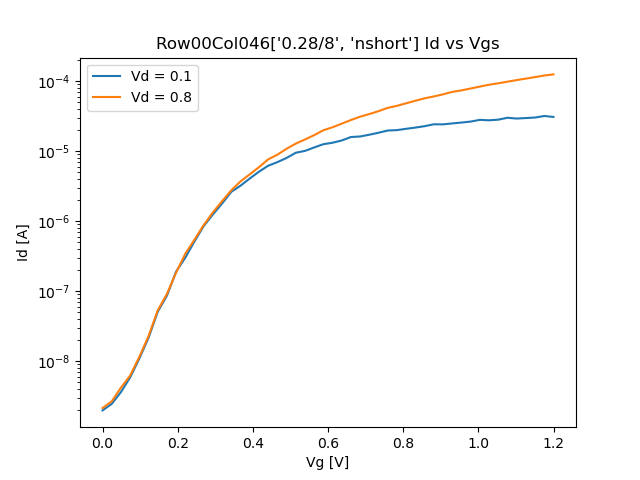 Row00Col046['0.28/8', 'nshort'] Id vs Vgs
Vd = 0.1
Vd = 0.8
Id [A]
10⁻⁴
10⁻⁵
10⁻⁶
10⁻⁷
10⁻⁸
0.0 0.2 0.4 0.6 0.8 1.0 1.2
Vg [V]